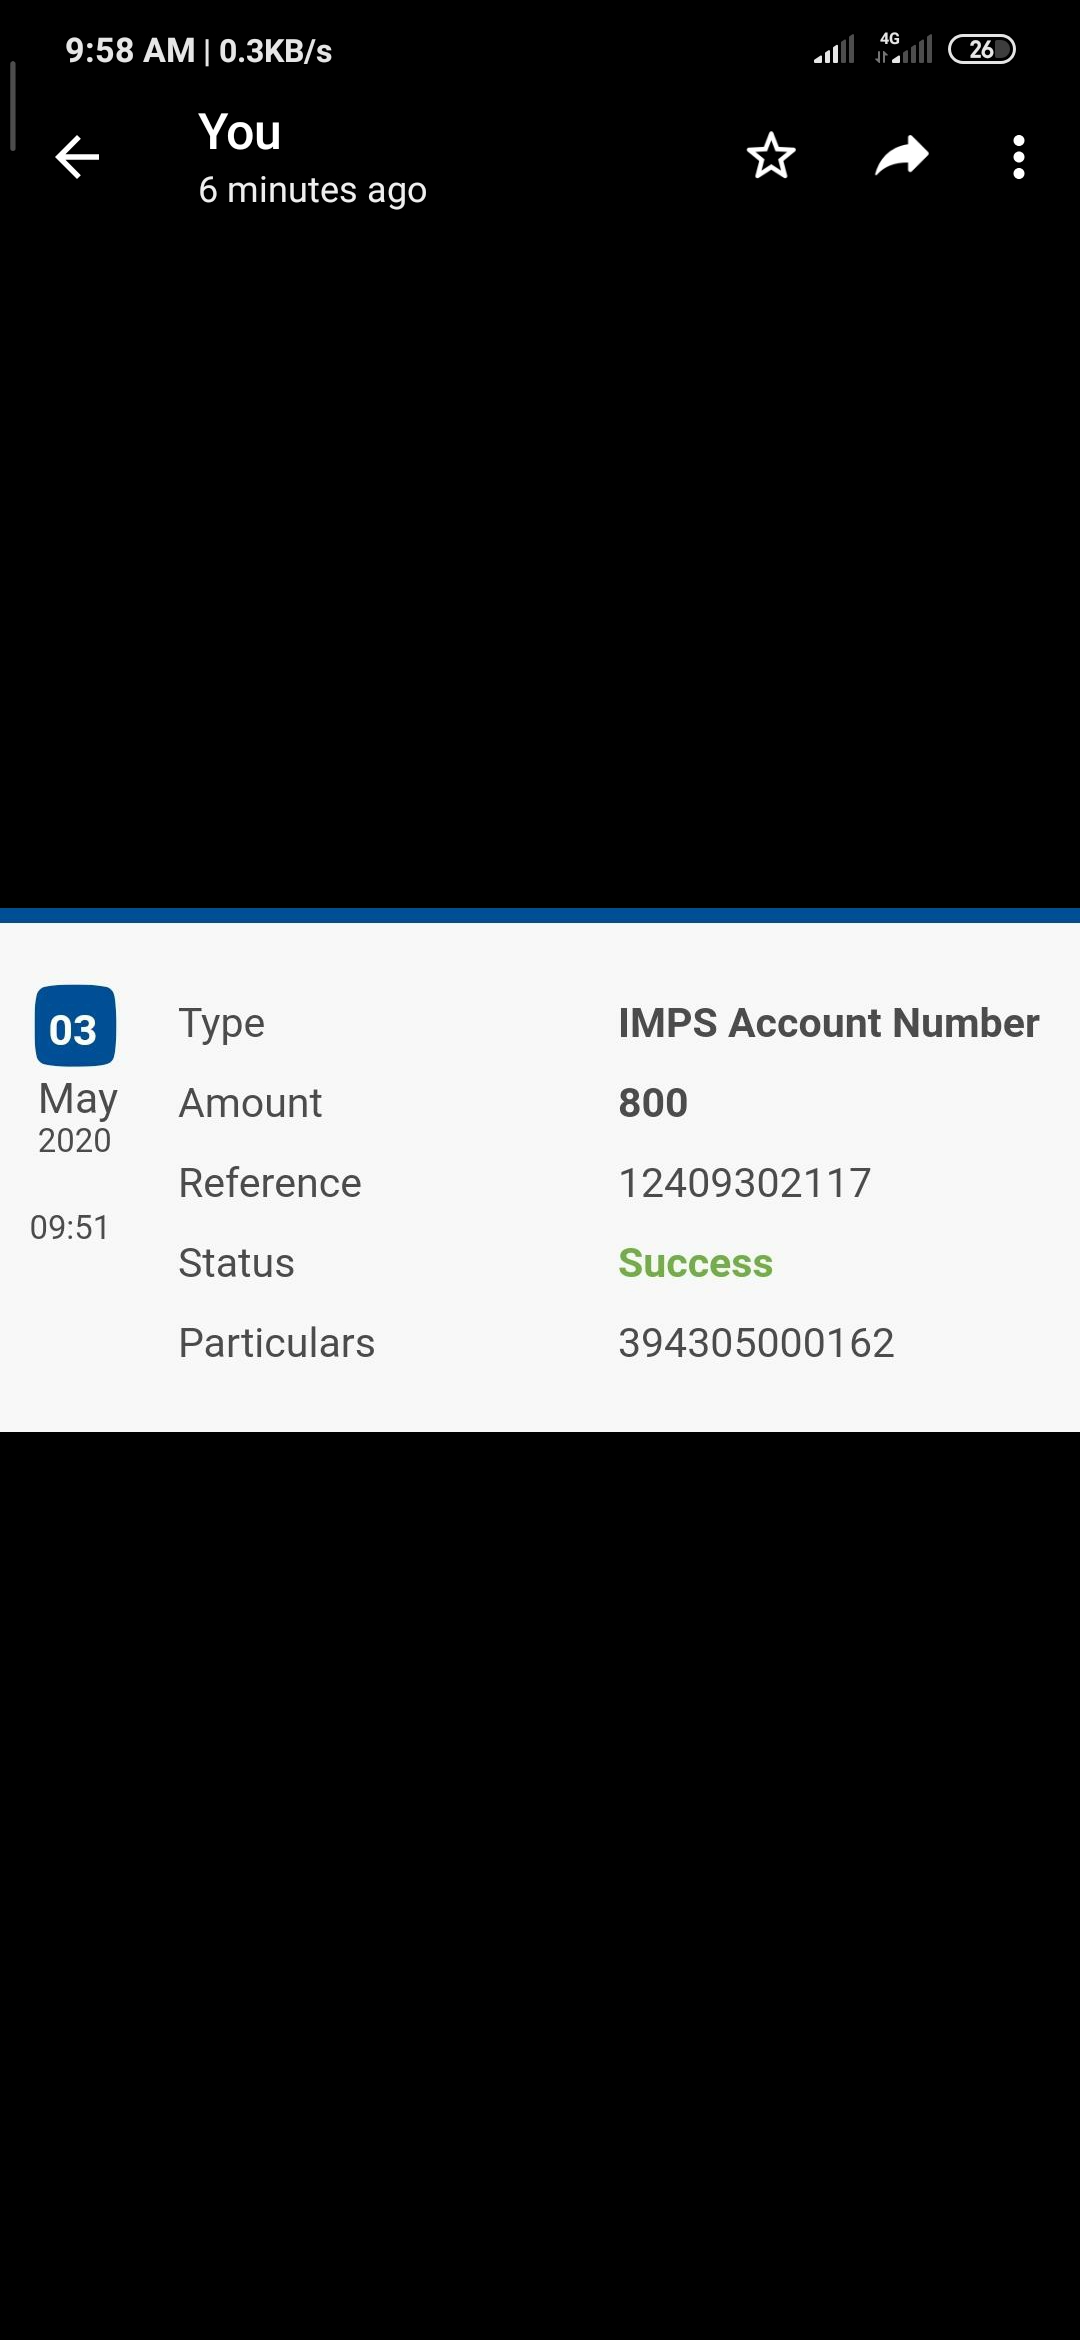 9:58 AM | 0.3KB/s 4G 26
You
6 minutes ago
03
May
2020
09:51
Type IMPS Account Number
Amount 800
Reference 12409302117
Status Success
Particulars 394305000162